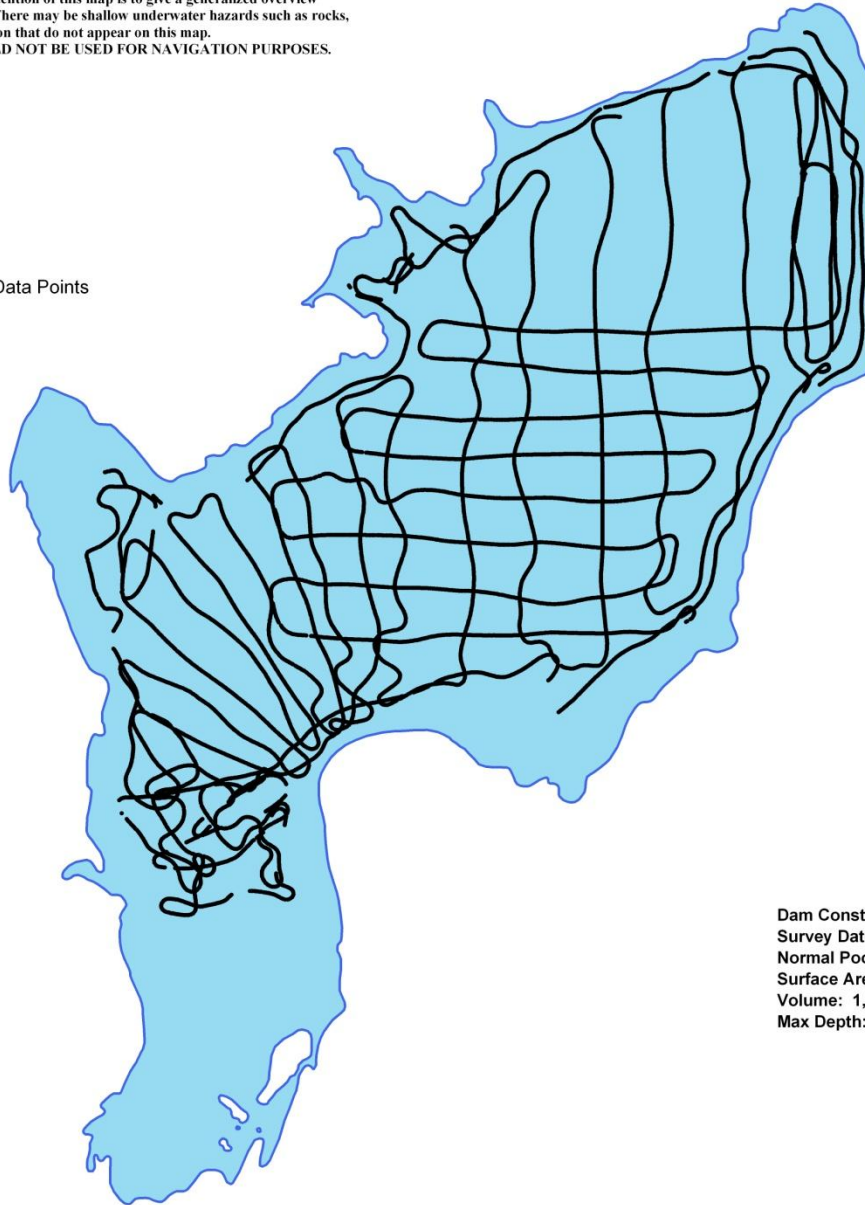 of this map is to give a generalized overview
here may be shallow underwater hazards such as rocks,
on that do not appear on this map.
D NOT BE USED FOR NAVIGATION PURPOSES.
Data Points
Dam Const
Survey Dat
Normal Poo
Surface Are
Volume: 1,
Max Depth: